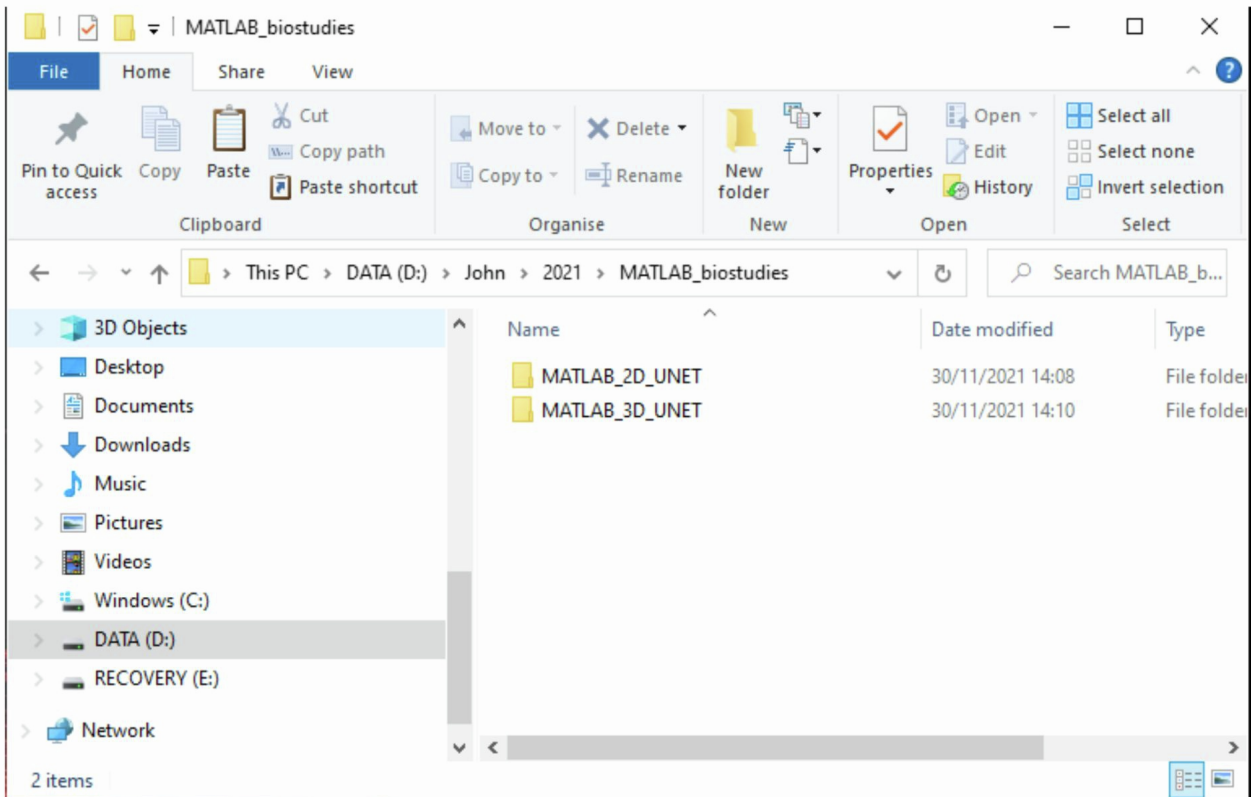 MATLAB_biostudies
File Home Share View
Pin to Quick access
Copy
Paste
Cut
Copy path
Paste shortcut
Clipboard
Move to
Copy to
Delete
Rename
Organise
New folder
New
Properties
Open
Edit
History
Open
Select all
Select none
Invert selection
Select
This PC > DATA (D:) > John > 2021 > MATLAB_biostudies
Search MATLAB_b...
3D Objects
Desktop
Documents
Downloads
Music
Pictures
Videos
Windows (C:)
DATA (D:)
RECOVERY (E:)
Network
Name Date modified Type
MATLAB_2D_UNET 30/11/2021 14:08 File folder
MATLAB_3D_UNET 30/11/2021 14:10 File folder
2 items